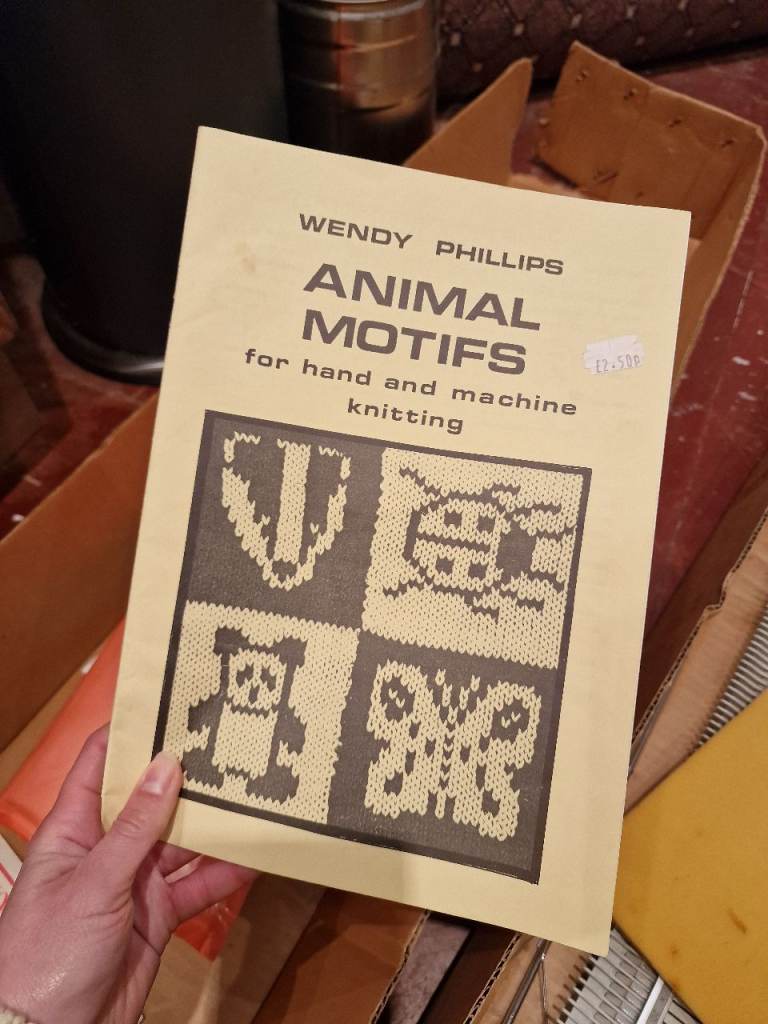 WENDY PHILLIPS
ANIMAL
MOTIFS
for hand and machine
knitting
£2.50p